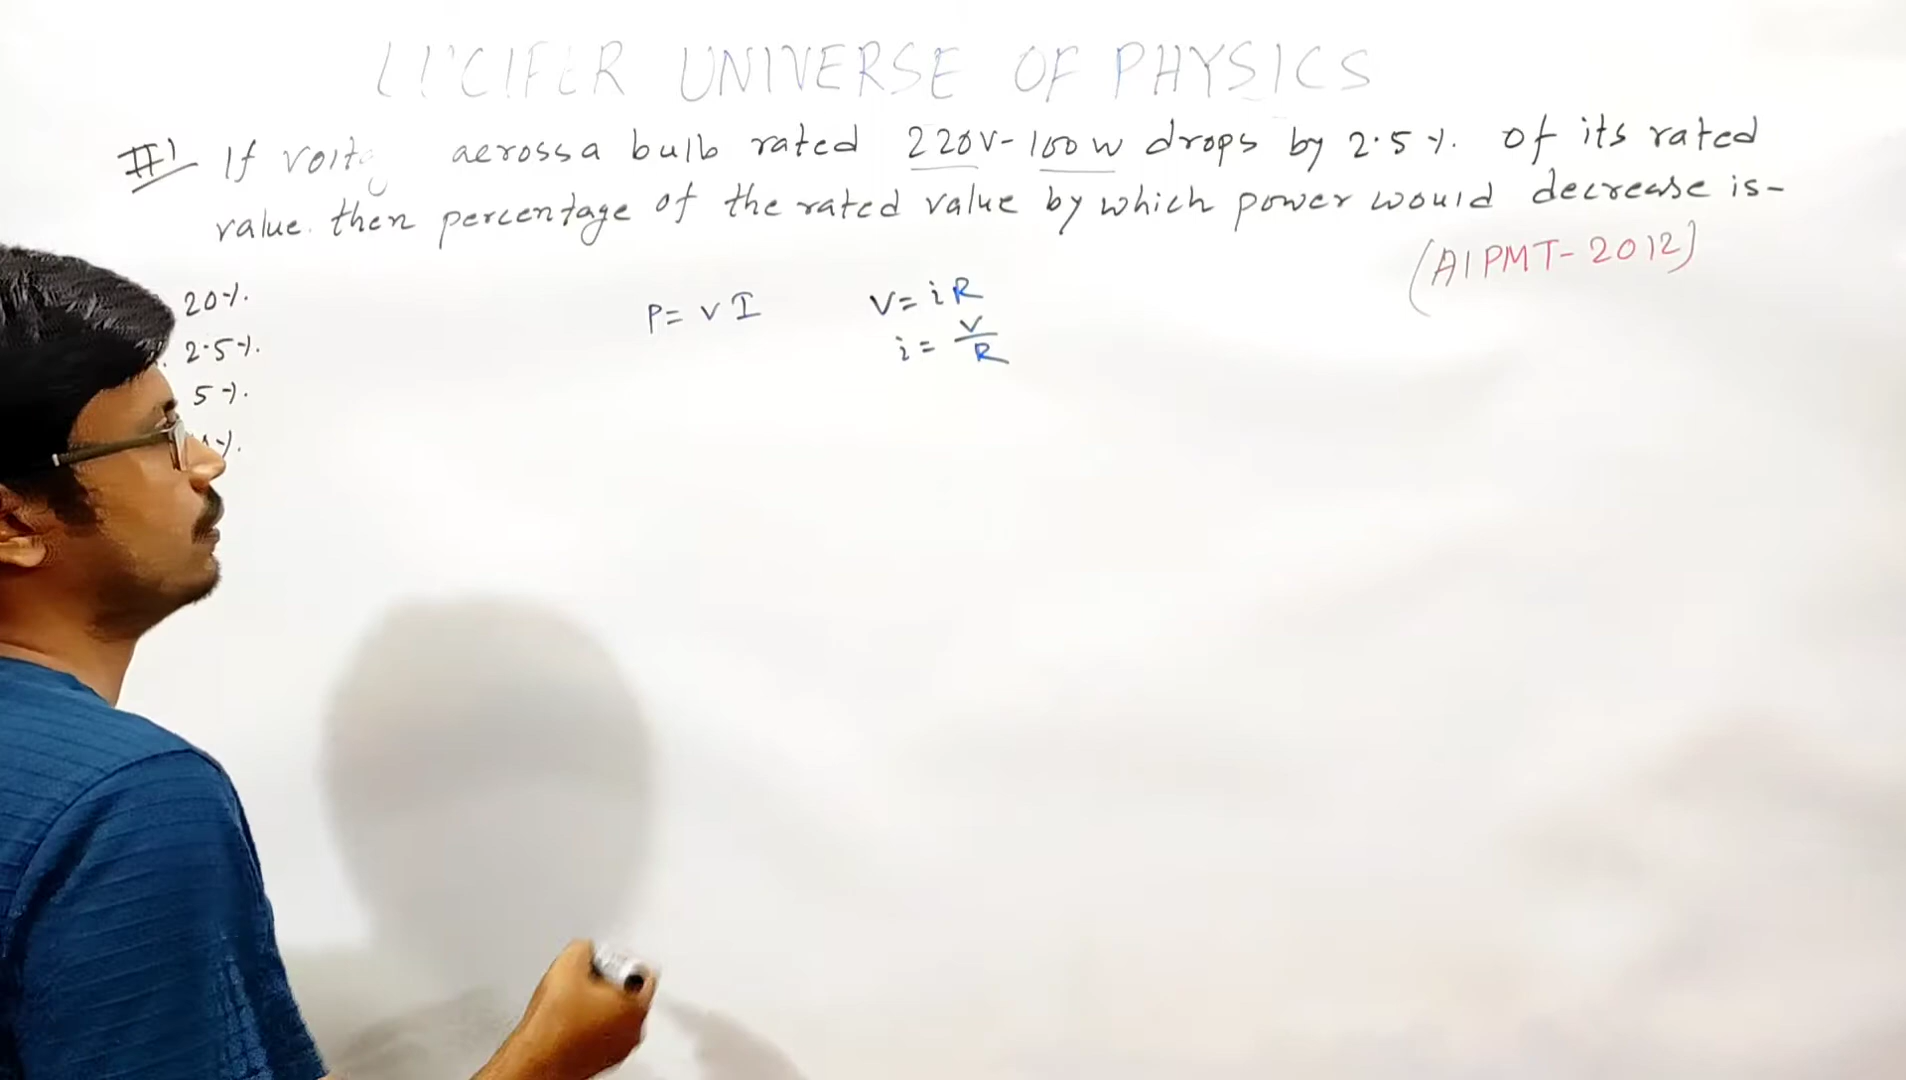 LUCIFER UNIVERSE OF PHYSICS
#1 If across a bulb rated 220V-100W drops by 2.5% of its rated
value. then percentage of the rated value by which power would decrease is-
(AIPMT-2012)
20%.
2.5%.
5%.
P= VI
V= iR
i= V/R